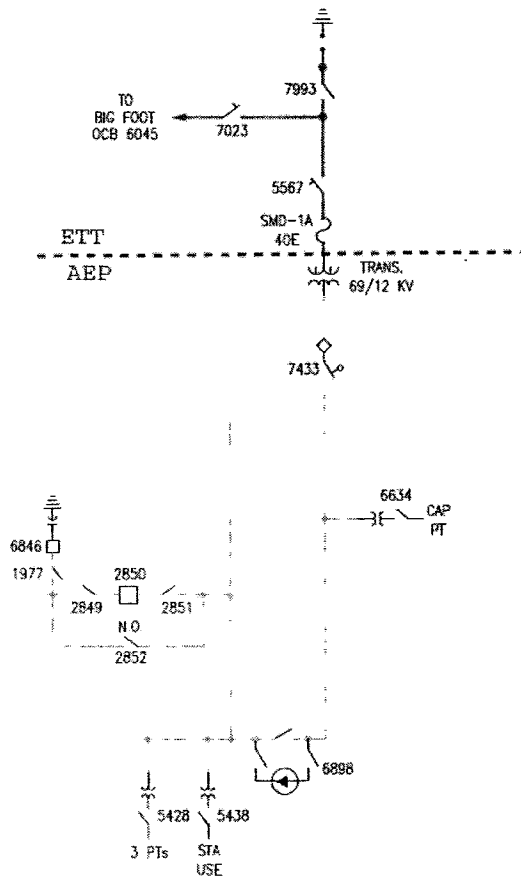 7993
TO
BIG FOOT
OCB 6045
7023
5567
SMD-1A
40E
ETT
AEP
TRANS.
69/12 KV
7433
6634
CAP
PT
6846
1977
2850
2849
2851
N.O.
2852
6898
5428
5438
3 PTs
STA
USE